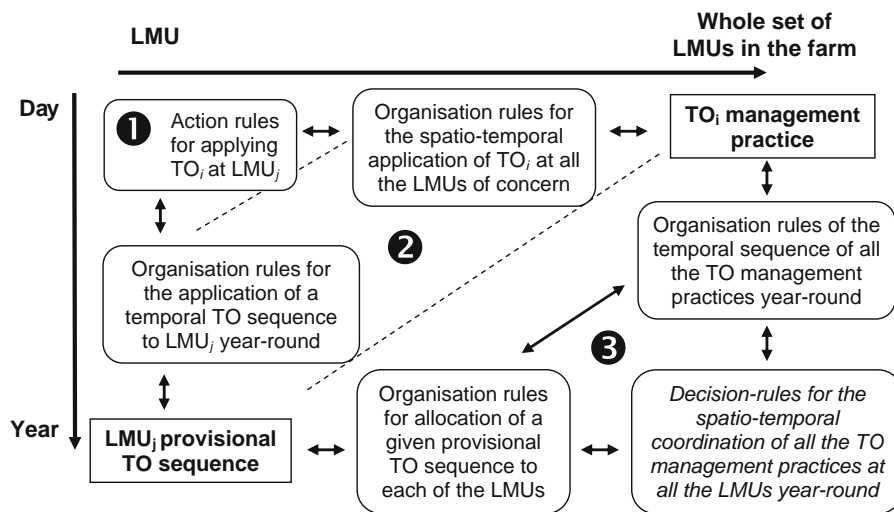 LMU
Whole set of
LMUs in the farm
Day
1
Action rules
for applying
TOi at LMUj
Organisation rules for
the spatio-temporal
application of TOi at all
the LMUs of concern
TOi management
practice
2
Organisation rules for
the application of a
temporal TO sequence
to LMUj year-round
Organisation rules of the
temporal sequence of all
the TO management
practices year-round
3
Year
LMUj provisional
TO sequence
Organisation rules
for allocation of a
given provisional
TO sequence to
each of the LMUs
Decision-rules for the
spatio-temporal
coordination of all the TO
management practices at
all the LMUs year-round